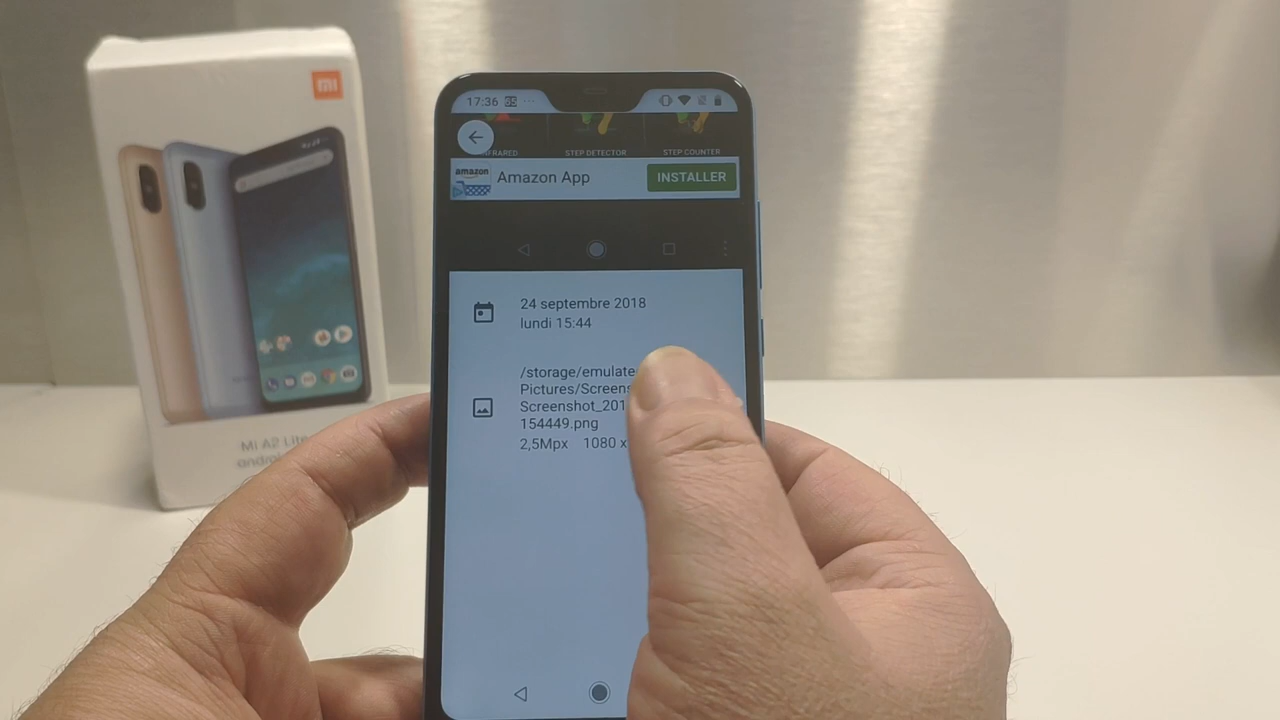 17:36
INFRARED
STEP DETECTOR
STEP COUNTER
amazon
Amazon App
INSTALLER
24 septembre 2018
lundi 15:44
/storage/emulate
Pictures/Screens
Screenshot_201
154449.png
2,5Mpx 1080 x
mi
Mi A2 Lite